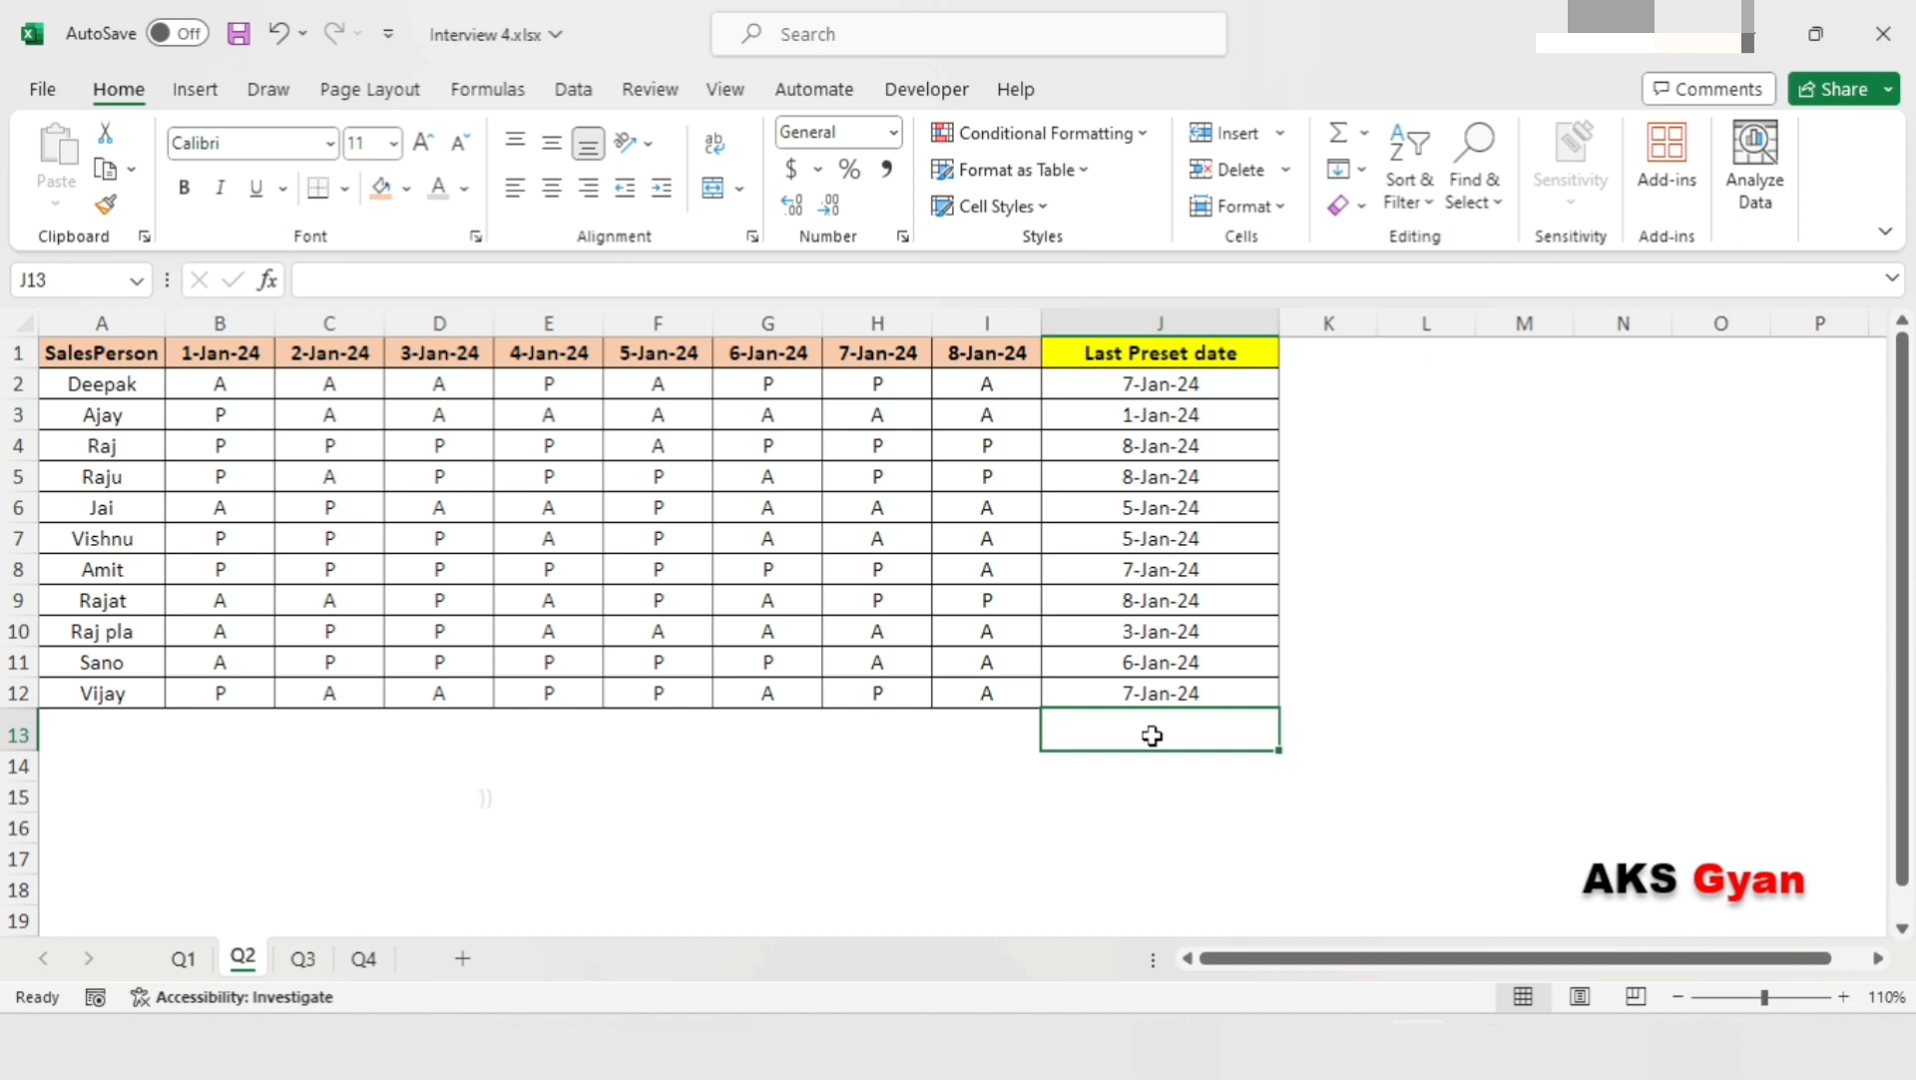 AutoSave Off Interview 4.xlsx Search
File Home Insert Draw Page Layout Formulas Data Review View Automate Developer Help Comments Share
Paste Calibri 11 General Conditional Formatting Insert Sort & Filter Find & Select Sensitivity Add-ins Analyze Data
B I U ab c $ % Format as Table Delete
Cell Styles Format
Clipboard Font Alignment Number Styles Cells Editing Sensitivity Add-ins
J13 fx
A B C D E F G H I J K L M N O P
1 SalesPerson 1-Jan-24 2-Jan-24 3-Jan-24 4-Jan-24 5-Jan-24 6-Jan-24 7-Jan-24 8-Jan-24 Last Preset date
2 Deepak A A A P A P P A 7-Jan-24
3 Ajay P A A A A A A A 1-Jan-24
4 Raj P P P P A P P P 8-Jan-24
5 Raju P A P P P A P P 8-Jan-24
6 Jai A P A A P A A A 5-Jan-24
7 Vishnu P P P A P A A A 5-Jan-24
8 Amit P P P P P P P A 7-Jan-24
9 Rajat A A P A P A P P 8-Jan-24
10 Raj pla A P P A A A A A 3-Jan-24
11 Sano A P P P P P A A 6-Jan-24
12 Vijay P A A P P A P A 7-Jan-24
13
14
15
16
17
18
19
AKS Gyan
Q1 Q2 Q3 Q4
Ready Accessibility: Investigate 110%